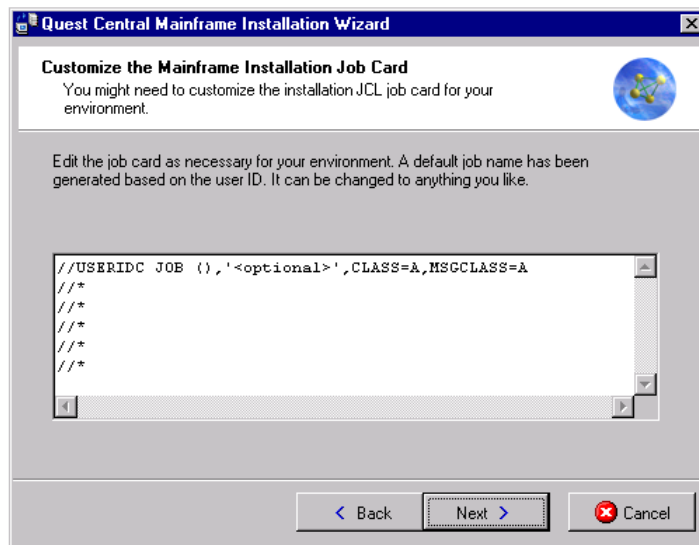 Quest Central Mainframe Installation Wizard
Customize the Mainframe Installation Job Card
You might need to customize the installation JCL job card for your
environment.
Edit the job card as necessary for your environment. A default job name has been
generated based on the user ID. It can be changed to anything you like.
//USERIDC JOB (),'<optional>',CLASS=A,MSGCLASS=A
//*
//*
//*
//*
//*
< Back
Next >
Cancel